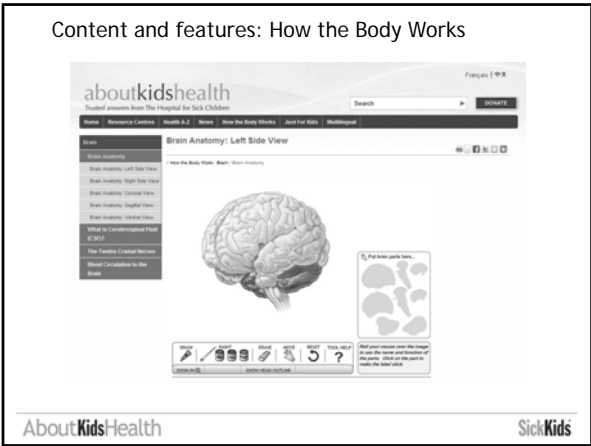 Content and features: How the Body Works
Français | 中文
aboutkidshealth
Trusted answers from The Hospital for Sick Children
Search
DONATE
Home Resource Centres Health A-Z News How the Body Works Just For Kids Multilingual
Brain
Brain Anatomy
Brain Anatomy: Left Side View
Brain Anatomy: Right Side View
Brain Anatomy: Coronal View
Brain Anatomy: Sagittal View
Brain Anatomy: Ventral View
What is Cerebrospinal Fluid
(CSF)?
The Twelve Cranial Nerves
Blood Circulation to the
Brain
Brain Anatomy: Left Side View
/ How the Body Works / Brain / Brain Anatomy
Put brain parts here...
DRAW PAINT ERASE MOVE RESET TOOL HELP
ZOOM IN SHOW HEAD OUTLINE
Roll your mouse over the image
to see the name and function of
the parts. Click on the part to
make the label stick.
AboutKidsHealth
SickKids